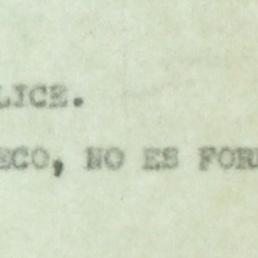 LICE.
ECO, NO ES FOR